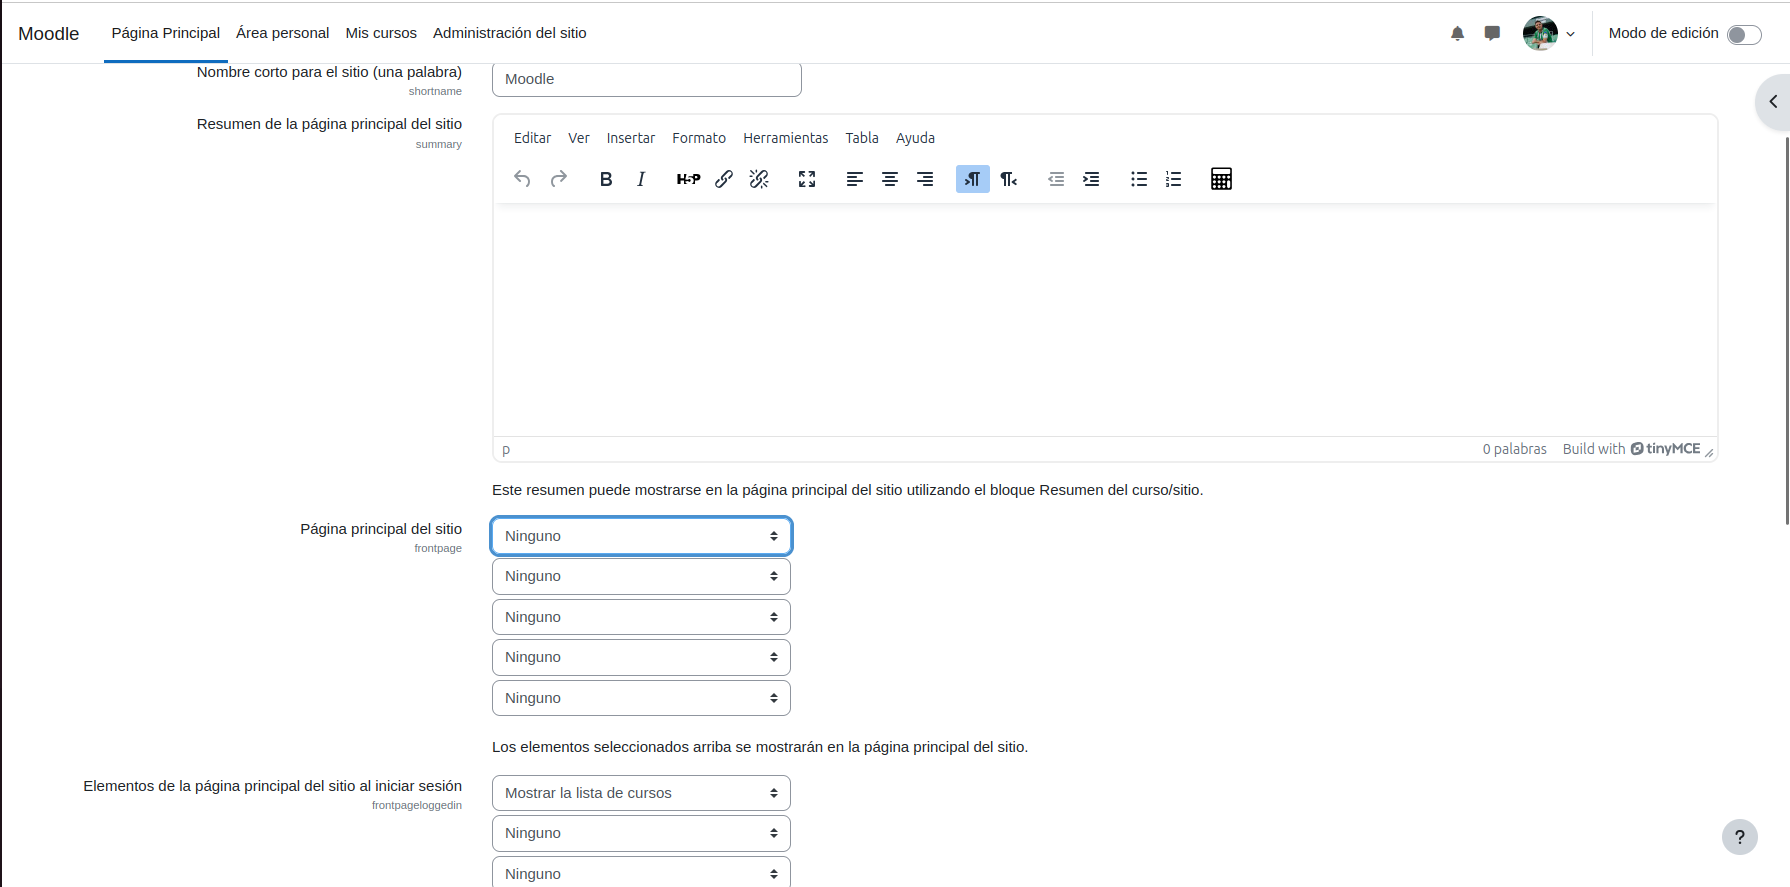 Moodle Página Principal Área personal Mis cursos Administración del sitio Modo de edición
Nombre corto para el sitio (una palabra)
shortname
Moodle
Resumen de la página principal del sitio
summary
Editar Ver Insertar Formato Herramientas Tabla Ayuda
B I H5P
p 0 palabras Build with tinyMCE
Este resumen puede mostrarse en la página principal del sitio utilizando el bloque Resumen del curso/sitio.
Página principal del sitio
frontpage
Ninguno
Ninguno
Ninguno
Ninguno
Ninguno
Los elementos seleccionados arriba se mostrarán en la página principal del sitio.
Elementos de la página principal del sitio al iniciar sesión
frontpageloggedin
Mostrar la lista de cursos
Ninguno
Ninguno
?